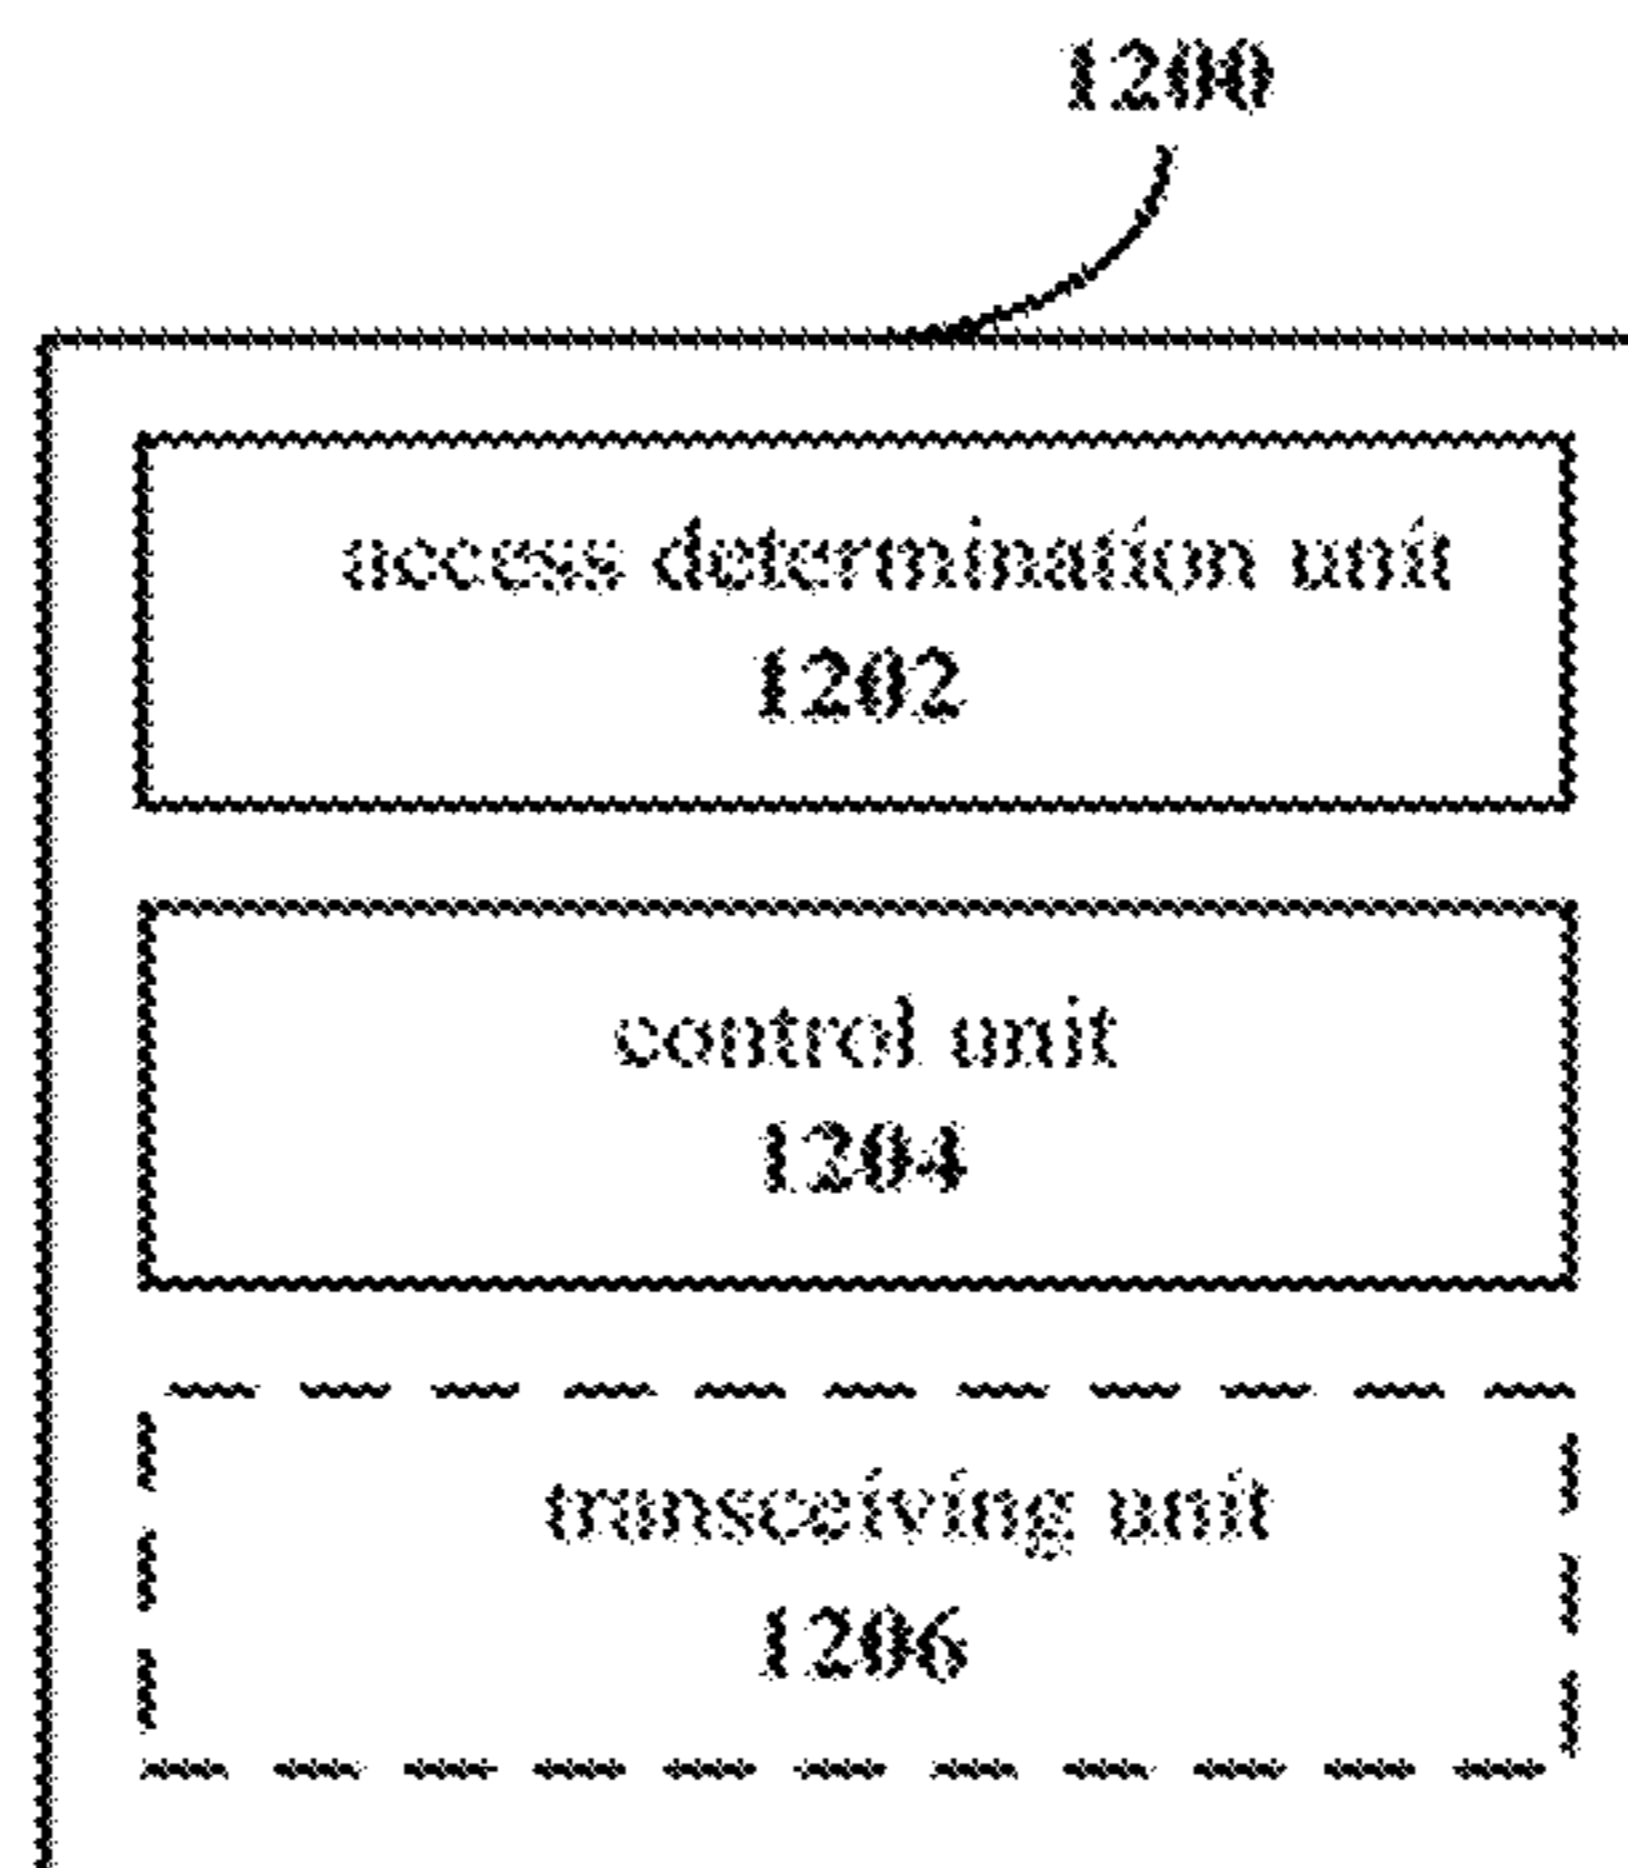 1200
access determination unit
1202
control unit
1204
transceiving unit
1206